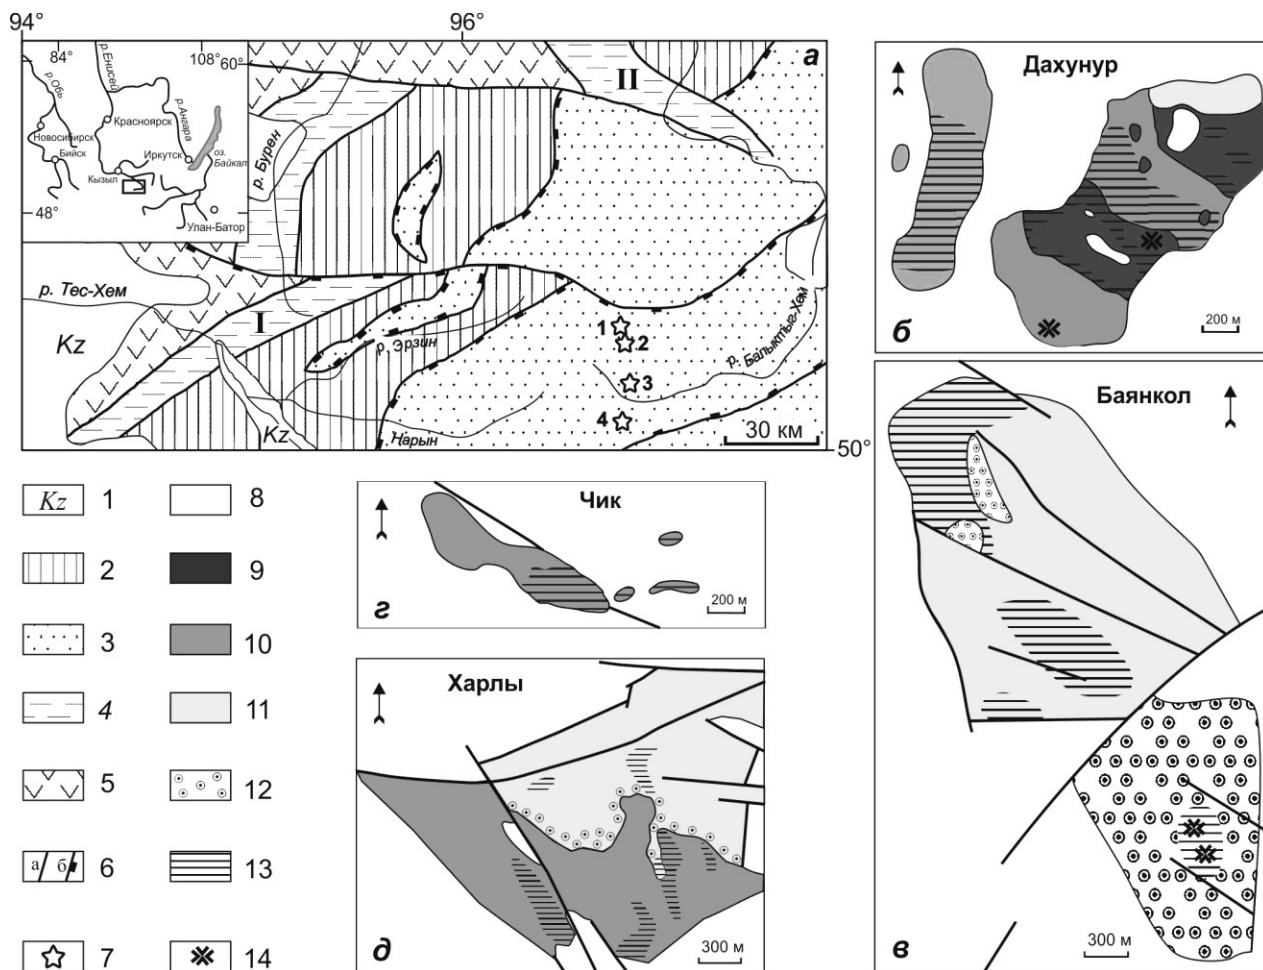 94°
96°
84°
108°
60°
р. Обь
р.Енисей
р.Ангара
Красноярск
Новосибирск
Бийск
Иркутск
оз. Байкал
Кызыл
48°
Улан-Батор
а
II
р. Бурен
р. Тес-Хем
I
Kz
р. Эрзин
Kz
Нарын
р. Балыктыг-Хем
1
2
3
4
30 км
50°
Дахунур
б
200 м
Баянкол
в
300 м
Чик
г
200 м
Харлы
д
300 м
Kz 1
2
3
4
5
а б 6
7
8
9
10
11
12
13
14